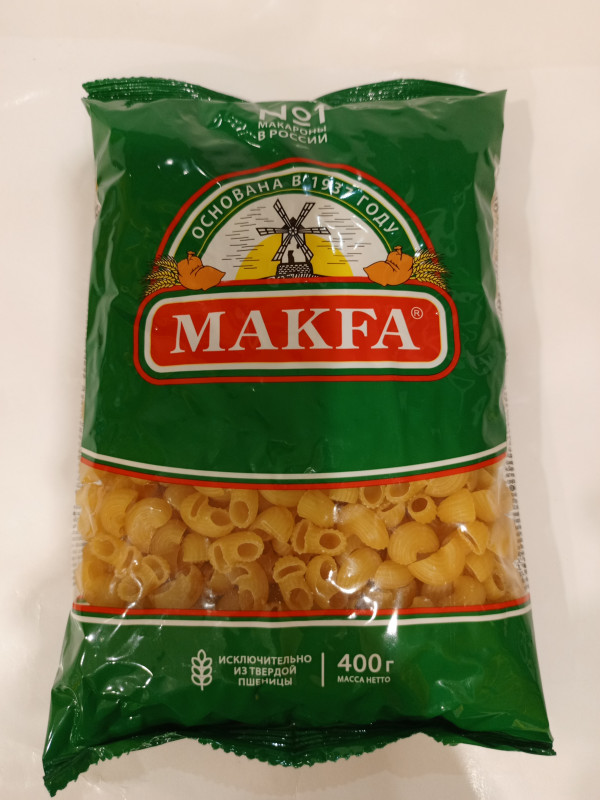 №1
МАКАРОНЫ
В РОССИИ
ОСНОВАНА В 1937 ГОДУ
MAKFA®
ИСКЛЮЧИТЕЛЬНО
ИЗ ТВЕРДОЙ
ПШЕНИЦЫ
400 г
МАССА НЕТТО